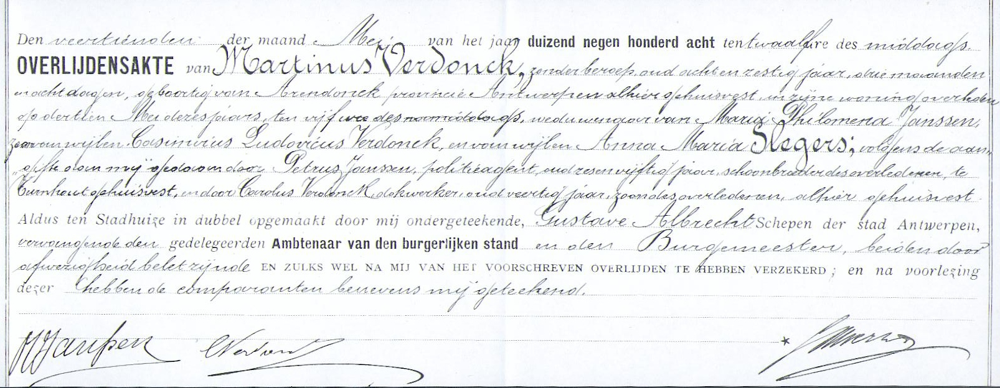 Den veertienden der maand Mei van het jaar duizend negen honderd acht ten twaalf ure des middags.
OVERLIJDENSAKTE van Martinus Verdonck, zonder beroep, oud acht en zestig jaar, drie maanden
en acht dagen, geboortig van Arendonck provincie Antwerpen alhier gehuisvest, in zijne woning overleden
op dertien Mei dezes jaars, ten vijf ure des namiddags, weduwenaar van Maria Philomena Janssen,
zoon van wijlen Casimirus Ludovicus Verdonck, en van wijlen Anna Maria Slegers; volgens de aan-
gifte aan mij gedaan door Petrus Janssen, politieagent, oud zesenvijftig jaar, schoonbroeder des overledenen, te
Turnhout gehuisvest, en door Carolus Verdonck, dokwerker, oud veertig jaar, zoon des overledenen, alhier gehuisvest.
Aldus ten Stadhuize in dubbel opgemaakt door mij ondergeteekende, Gustave Albrecht Schepen der stad Antwerpen,
vervangende den gedelegeerden Ambtenaar van den burgerlijken stand en den Burgemeester, beiden door
afwezigheid belet zijnde EN ZULKS WEL NA MIJ VAN HET VOORSCHREVEN OVERLIJDEN TE HEBBEN VERZEKERD; en na voorlezing
dezer hebben de comparanten benevens mij geteekend.
Janssen